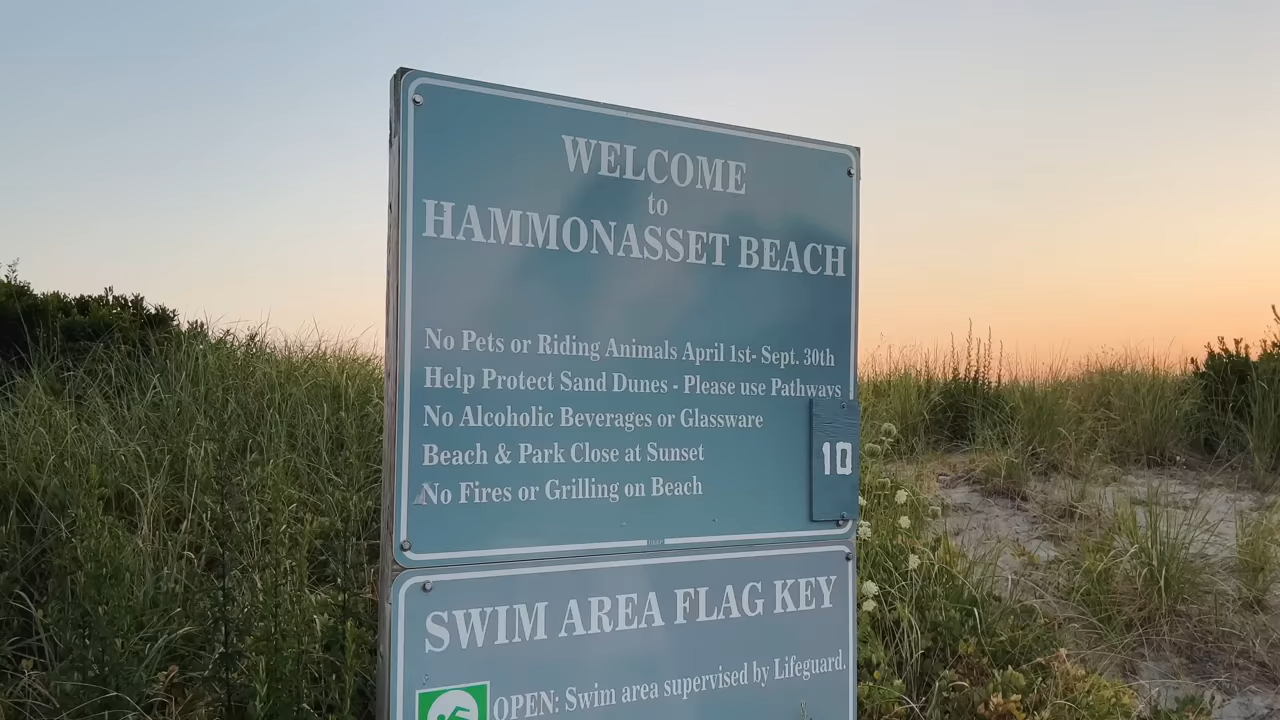 WELCOME
to
HAMMONASSET BEACH
No Pets or Riding Animals April 1st- Sept. 30th
Help Protect Sand Dunes - Please use Pathways
No Alcoholic Beverages or Glassware
Beach & Park Close at Sunset
No Fires or Grilling on Beach
10
SWIM AREA FLAG KEY
OPEN: Swim area supervised by Lifeguard.